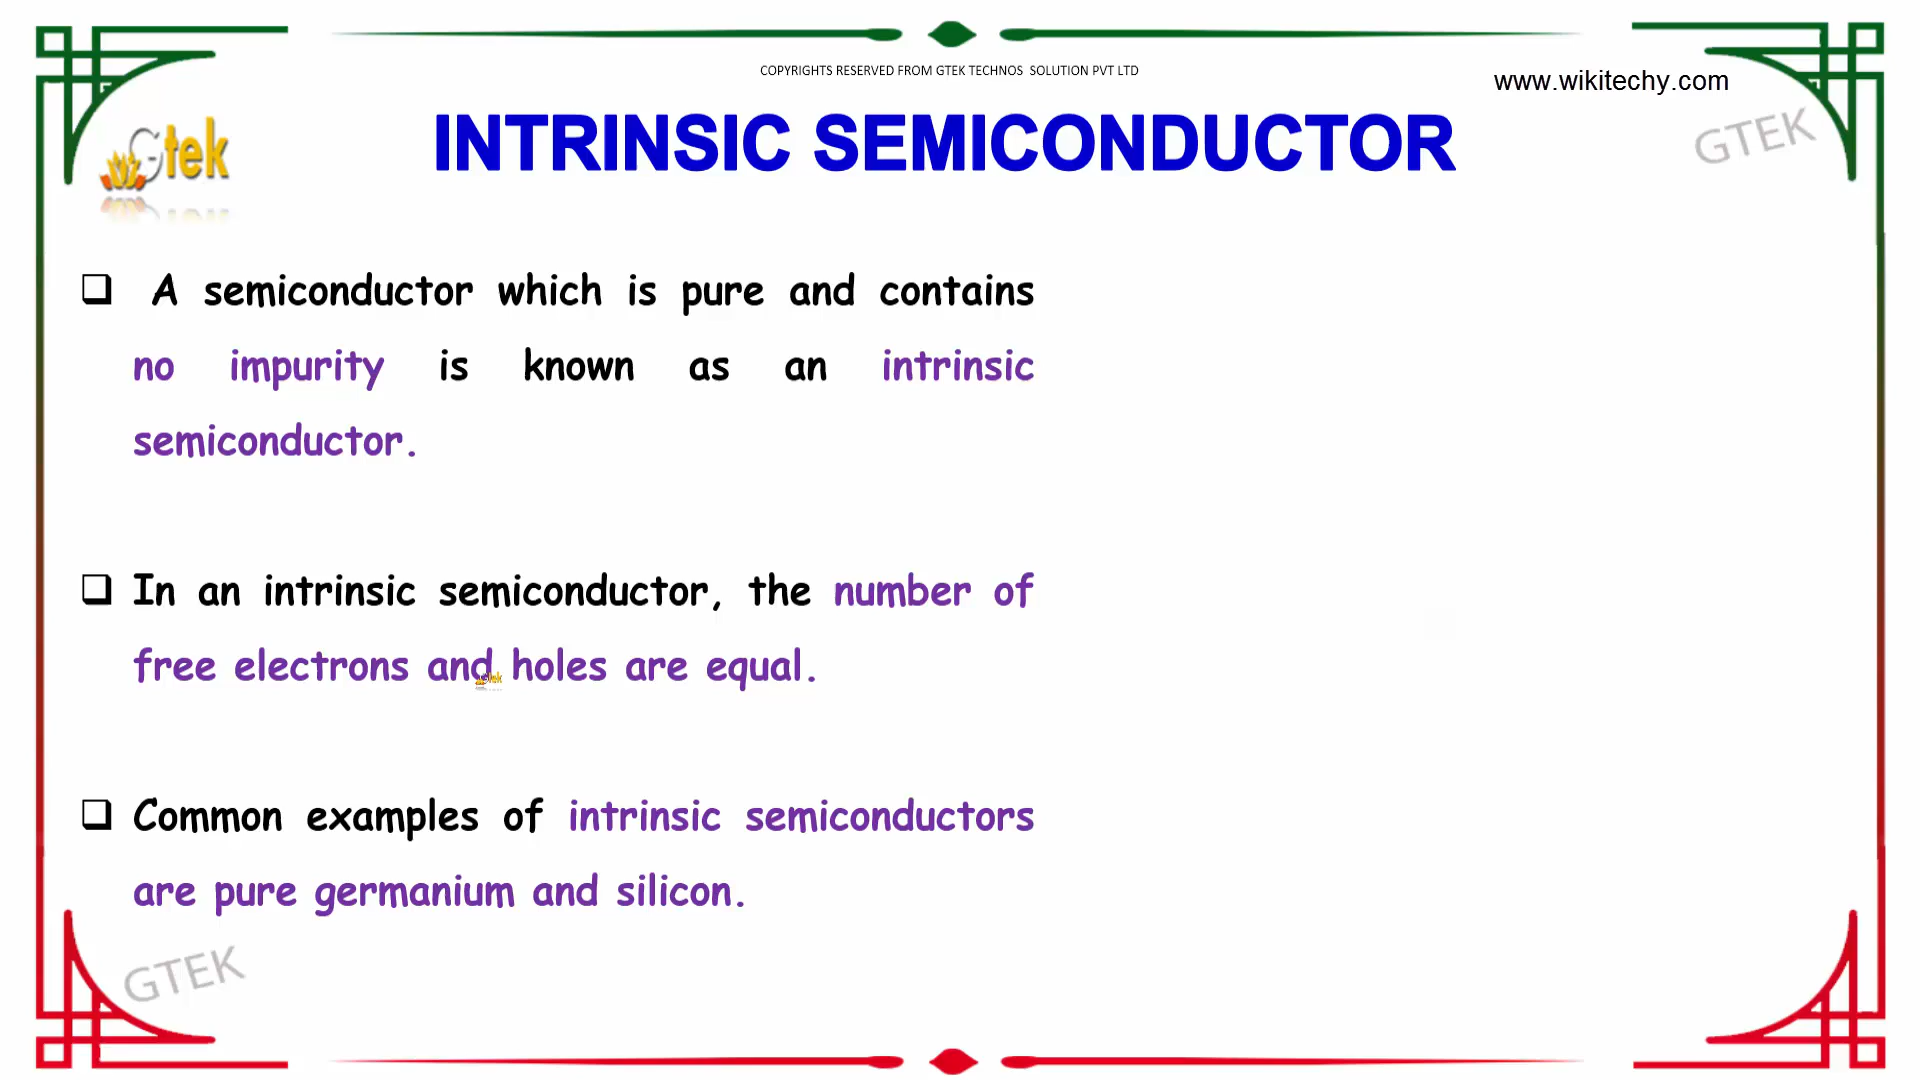 COPYRIGHTS RESERVED FROM GTEK TECHNOS SOLUTION PVT LTD
www.wikitechy.com
Gtek
INTRINSIC SEMICONDUCTOR
GTEK
❑ A semiconductor which is pure and contains
no impurity is known as an intrinsic
semiconductor.
❑ In an intrinsic semiconductor, the number of
free electrons and holes are equal.
Gtek
❑ Common examples of intrinsic semiconductors
are pure germanium and silicon.
GTEK